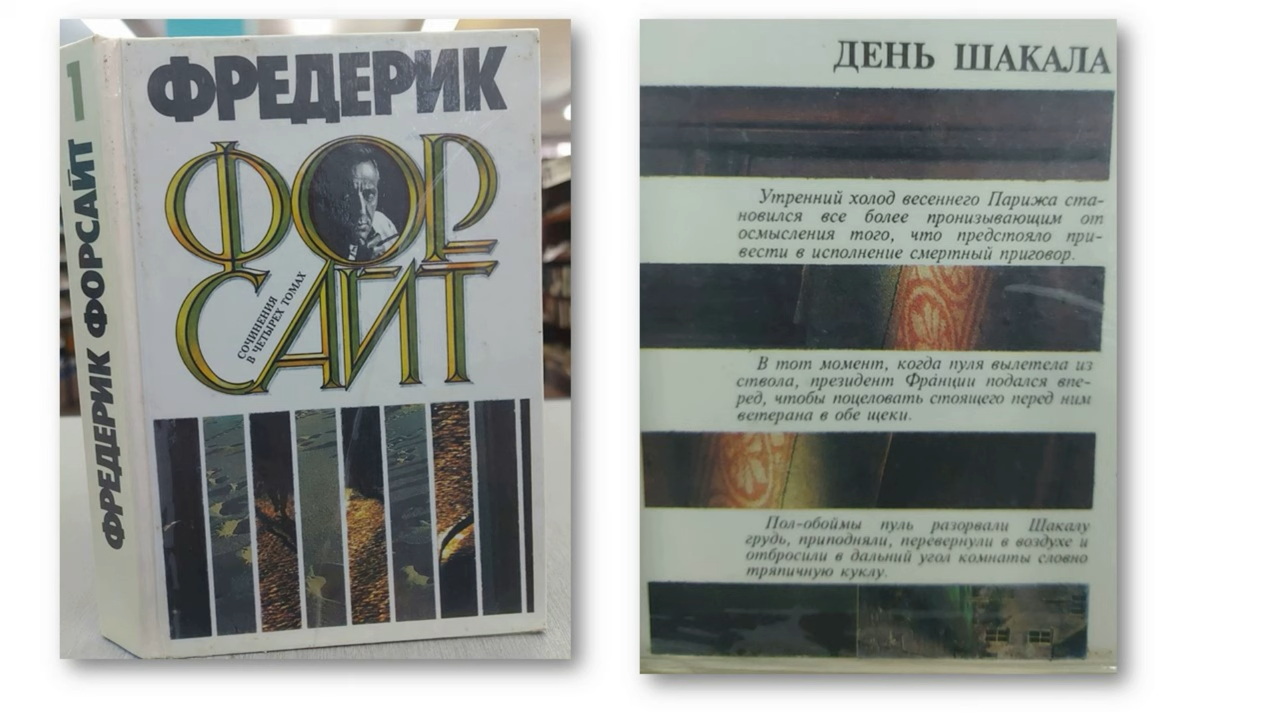 1
ФРЕДЕРИК ФОРСАЙТ
ФРЕДЕРИК
ФОР
САЙТ
СОЧИНЕНИЯ
В ЧЕТЫРЕХ ТОМАХ
ДЕНЬ ШАКАЛА
Утренний холод весеннего Парижа ста-
новился все более пронизывающим от
осмысления того, что предстояло при-
вести в исполнение смертный приговор.
В тот момент, когда пуля вылетела из
ствола, президент Фра́нции подался впе-
ред, чтобы поцеловать стоящего перед ним
ветерана в обе щеки.
Пол-обоймы пуль разорвали Шакалу
грудь, приподняли, перевернули в воздухе и
отбросили в дальний угол комнаты словно
тряпичную куклу.